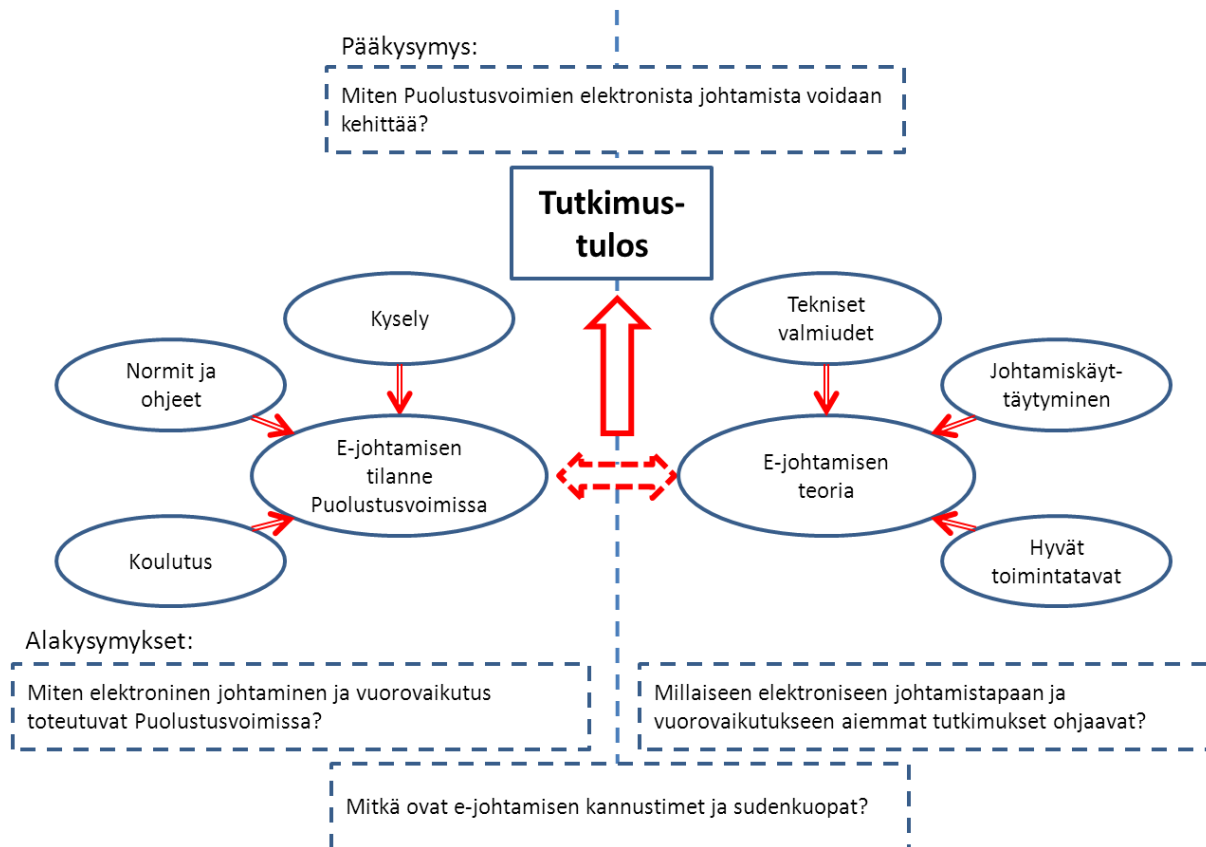 Pääkysymys:
Miten Puolustusvoimien elektronista johtamista voidaan
kehittää?
Tutkimus-
tulos
Kysely
Tekniset
valmiudet
Normit ja
ohjeet
Johtamiskäyt-
täytyminen
E-johtamisen
tilanne
Puolustusvoimissa
E-johtamisen
teoria
Koulutus
Hyvät
toimintatavat
Alakysymykset:
Miten elektroninen johtaminen ja vuorovaikutus
toteutuvat Puolustusvoimissa?
Millaiseen elektroniseen johtamistapaan ja
vuorovaikutukseen aiemmat tutkimukset ohjaavat?
Mitkä ovat e-johtamisen kannustimet ja sudenkuopat?